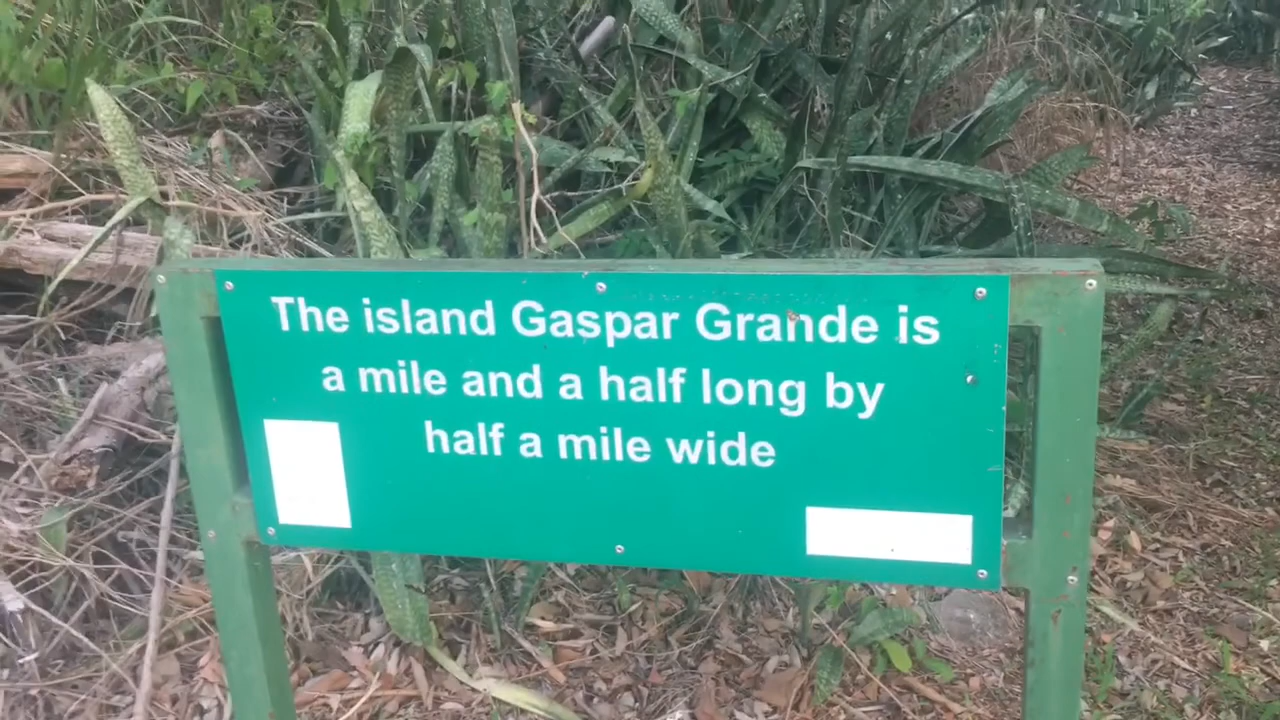 The island Gaspar Grande is
a mile and a half long by
half a mile wide